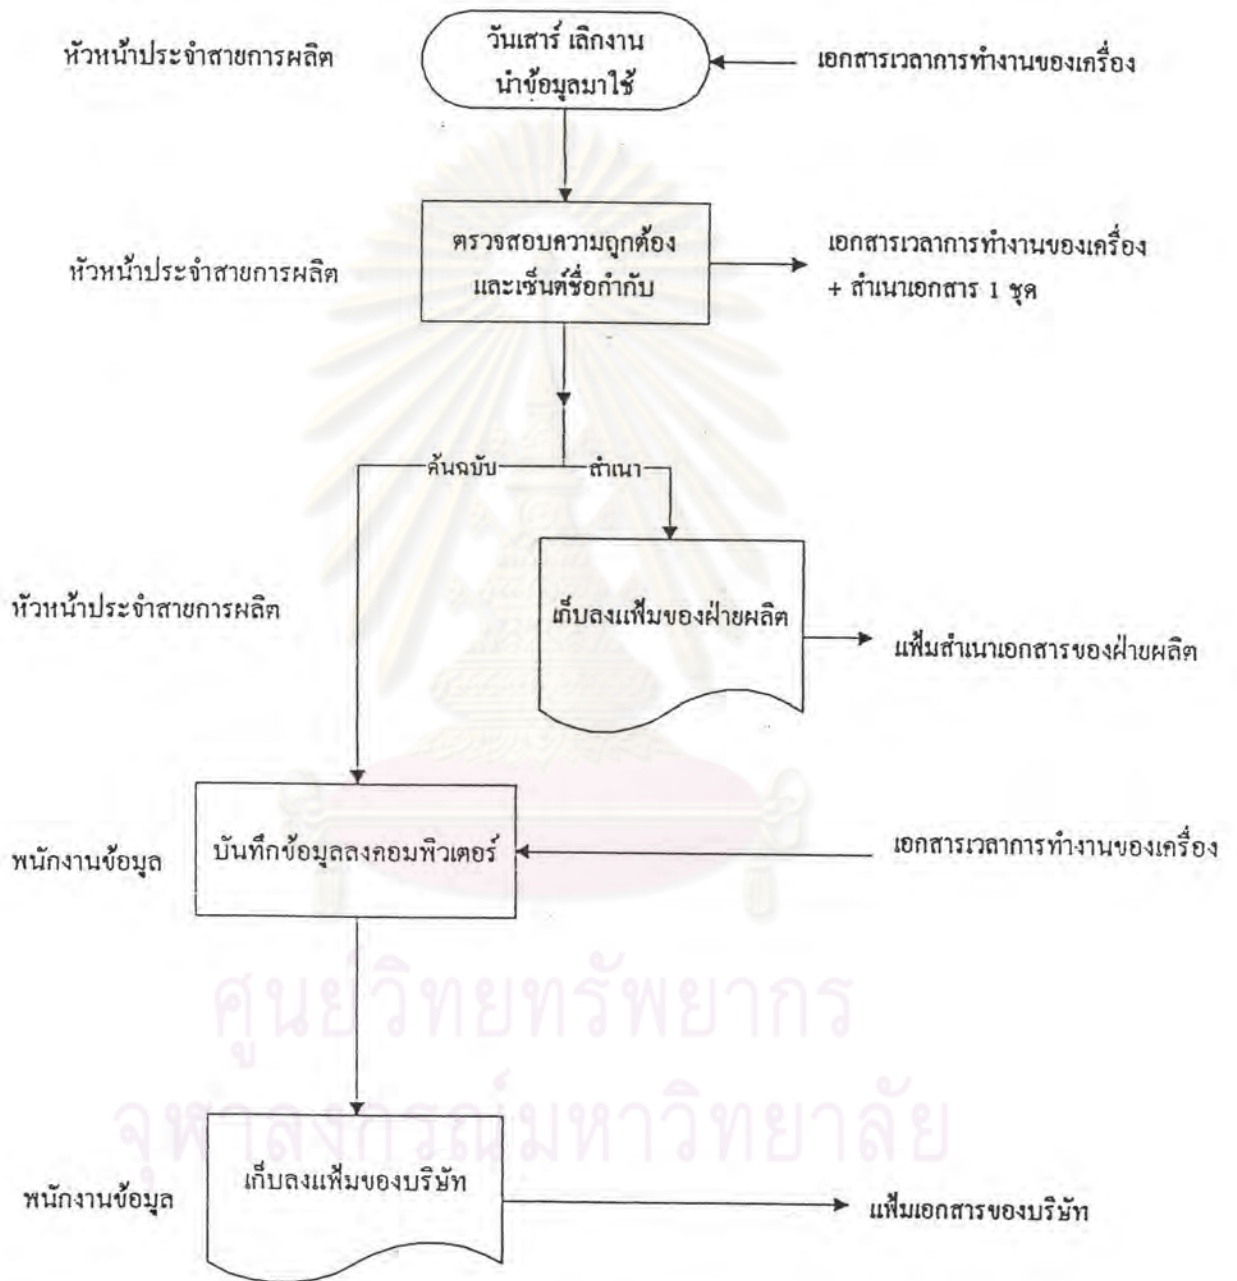 หัวหน้าประจำสายการผลิต
วันเสาร์ เลิกงาน
นำข้อมูลมาใช้
เอกสารเวลาการทำงานของเครื่อง
หัวหน้าประจำสายการผลิต
ตรวจสอบความถูกต้อง
และเซ็นต์ชื่อกำกับ
เอกสารเวลาการทำงานของเครื่อง
+ สำเนาเอกสาร 1 ชุด
ต้นฉบับ
สำเนา
หัวหน้าประจำสายการผลิต
เก็บลงแฟ้มของฝ่ายผลิต
แฟ้มสำเนาเอกสารของฝ่ายผลิต
พนักงานข้อมูล
บันทึกข้อมูลลงคอมพิวเตอร์
เอกสารเวลาการทำงานของเครื่อง
ศูนย์วิทยทรัพยากร
จุฬาลงกรณ์มหาวิทยาลัย
พนักงานข้อมูล
เก็บลงแฟ้มของบริษัท
แฟ้มเอกสารของบริษัท